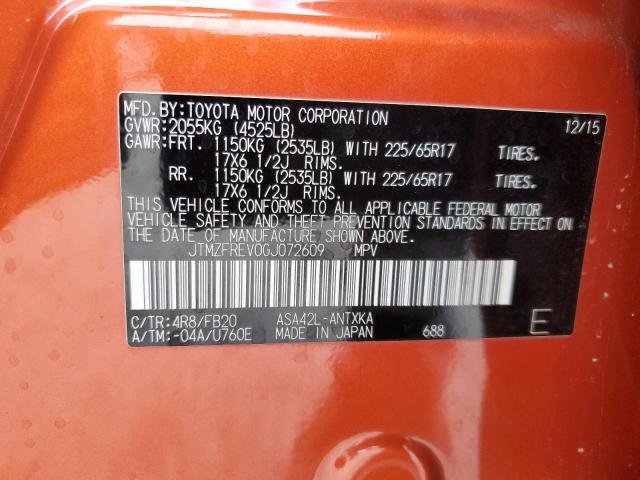 MFD.BY:TOYOTA MOTOR CORPORATION 12/15
GVWR:2055KG (4525LB)
GAWR:FRT. 1150KG (2535LB) WITH 225/65R17 TIRES.
17X6 1/2J RIMS.
RR. 1150KG (2535LB) WITH 225/65R17 TIRES.
17X6 1/2J RIMS.
THIS VEHICLE CONFORMS TO ALL APPLICABLE FEDERAL MOTOR
VEHICLE SAFETY AND THEFT PREVENTION STANDARDS IN EFFECT ON
THE DATE OF MANUFACTURE SHOWN ABOVE.
JTMZFREV0GJ072609 MPV
C/TR:4R8/FB20 ASA42L-ANTXKA
A/TM:-04A/U760E MADE IN JAPAN 688 E